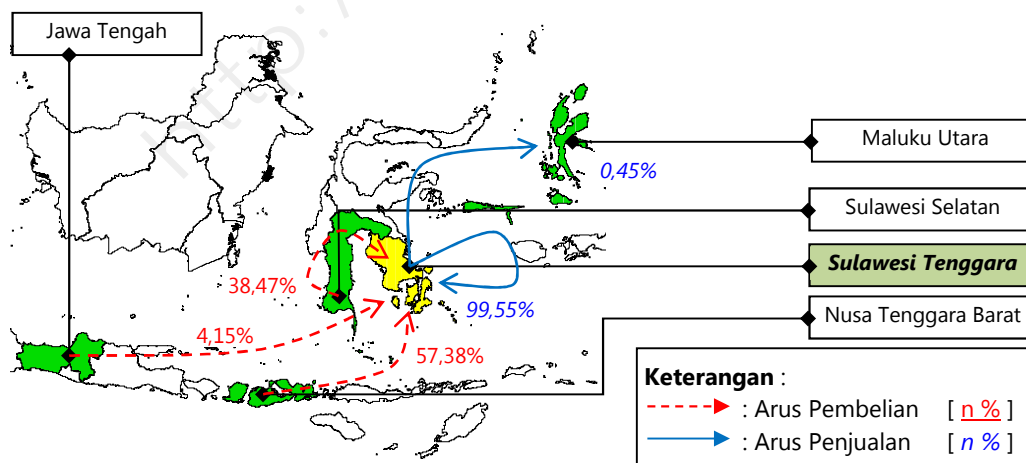 Jawa Tengah
http:/
Maluku Utara
0,45%
Sulawesi Selatan
Sulawesi Tenggara
38,47%
99,55%
Nusa Tenggara Barat
4,15%
57,38%
Keterangan :
: Arus Pembelian [ n % ]
: Arus Penjualan [ n % ]